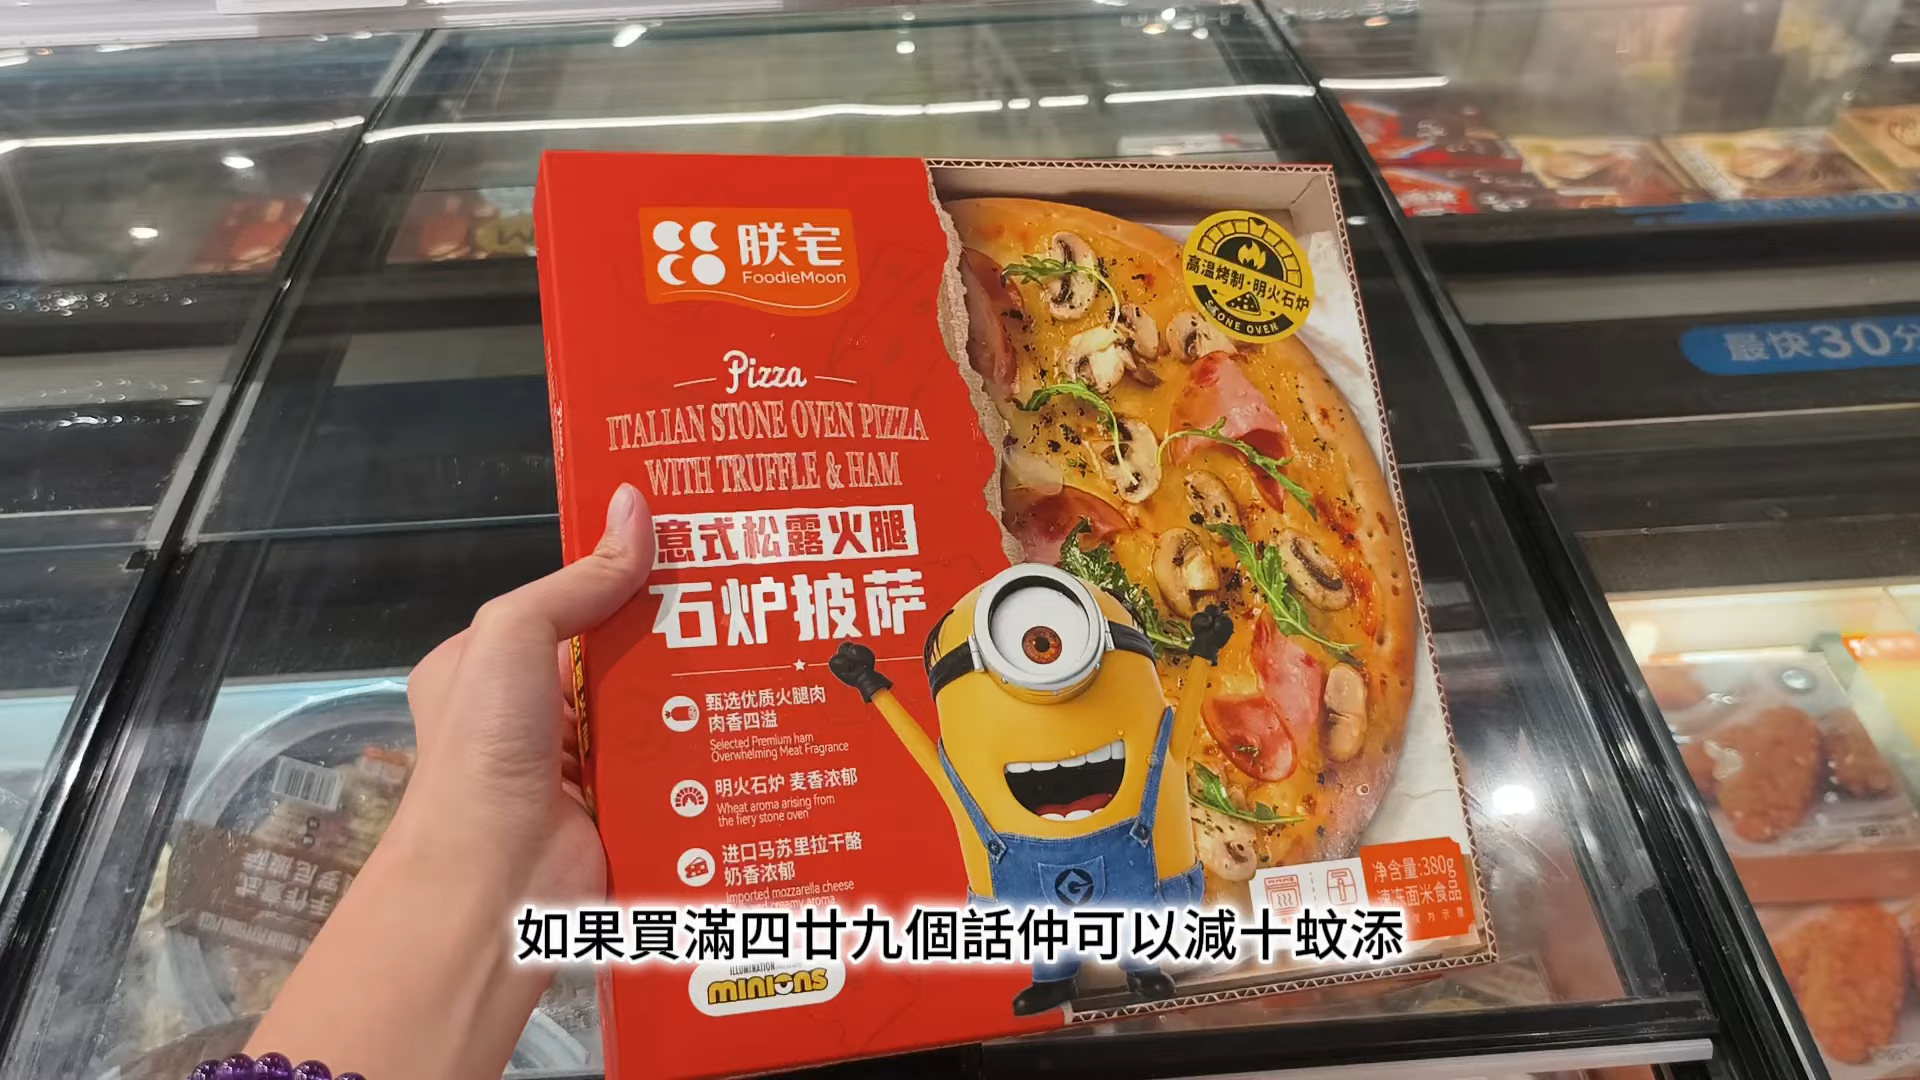 朕宅
FoodieMoon
Pizza
ITALIAN STONE OVEN PIZZA
WITH TRUFFLE & HAM
意式松露火腿
石炉披萨
甄选优质火腿肉
肉香四溢
Selected Premium ham
Overwhelming Meat Fragrance
明火石炉 麦香浓郁
Wheat aroma arising from
the fiery stone oven
进口马苏里拉干酪
奶香浓郁
Imported mozzarella cheese
creamy aroma
高温烤制·明火石炉
STONE OVEN
净含量:380g
速冻面米食品
ILLUMINATION
minions
最快30分
如果買滿四廿九個話仲可以減十蚊添